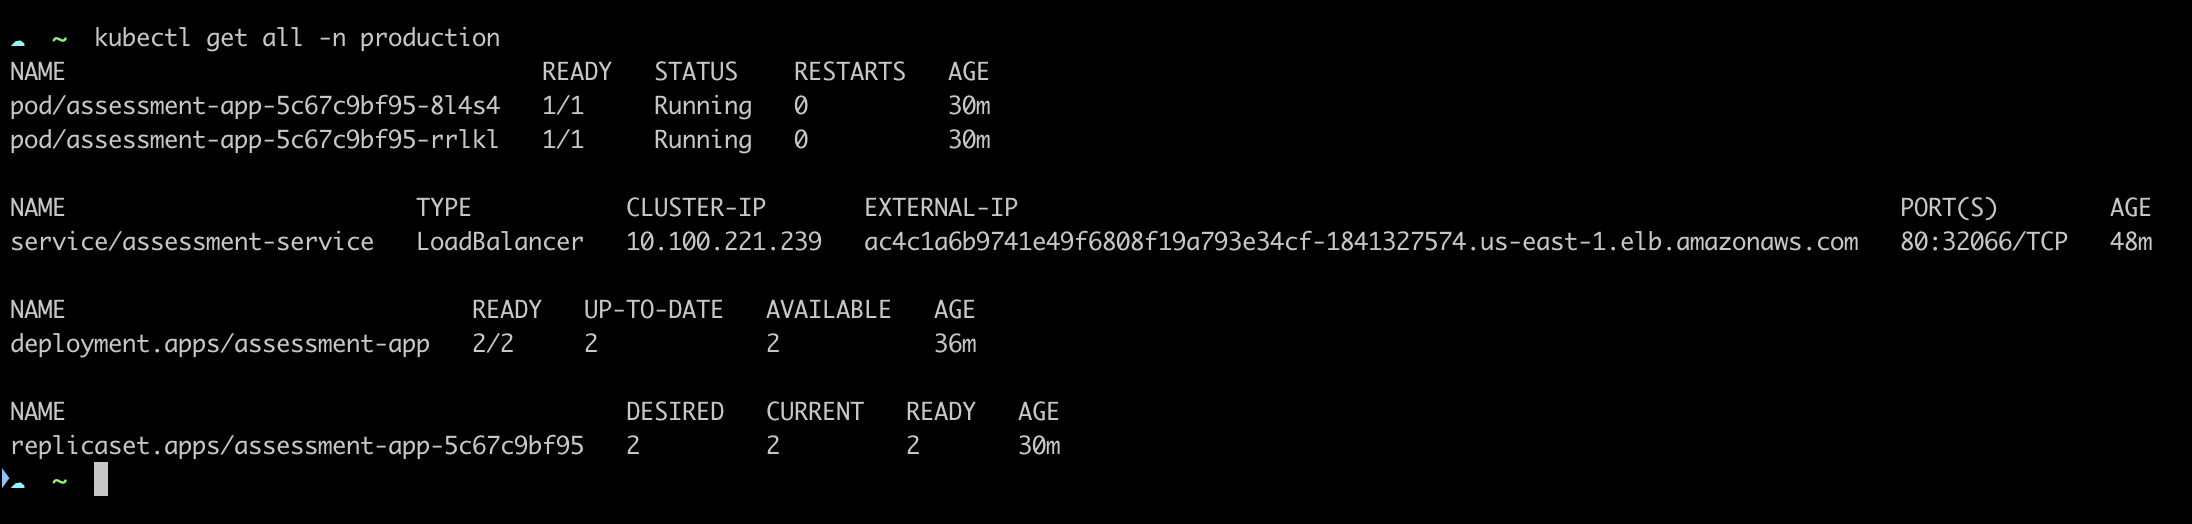 ☁ ~ kubectl get all -n production
NAME READY STATUS RESTARTS AGE
pod/assessment-app-5c67c9bf95-8l4s4 1/1 Running 0 30m
pod/assessment-app-5c67c9bf95-rrlkl 1/1 Running 0 30m
NAME TYPE CLUSTER-IP EXTERNAL-IP PORT(S) AGE
service/assessment-service LoadBalancer 10.100.221.239 ac4c1a6b9741e49f6808f19a793e34cf-1841327574.us-east-1.elb.amazonaws.com 80:32066/TCP 48m
NAME READY UP-TO-DATE AVAILABLE AGE
deployment.apps/assessment-app 2/2 2 2 36m
NAME DESIRED CURRENT READY AGE
replicaset.apps/assessment-app-5c67c9bf95 2 2 2 30m
☁ ~